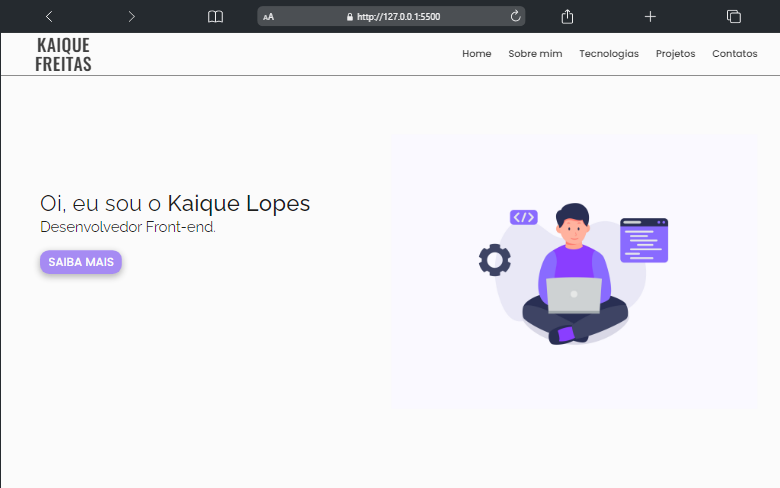 AA http://127.0.0.1:5500
KAIQUE
FREITAS
Home Sobre mim Tecnologias Projetos Contatos
Oi, eu sou o Kaique Lopes
Desenvolvedor Front-end.
SAIBA MAIS
</>